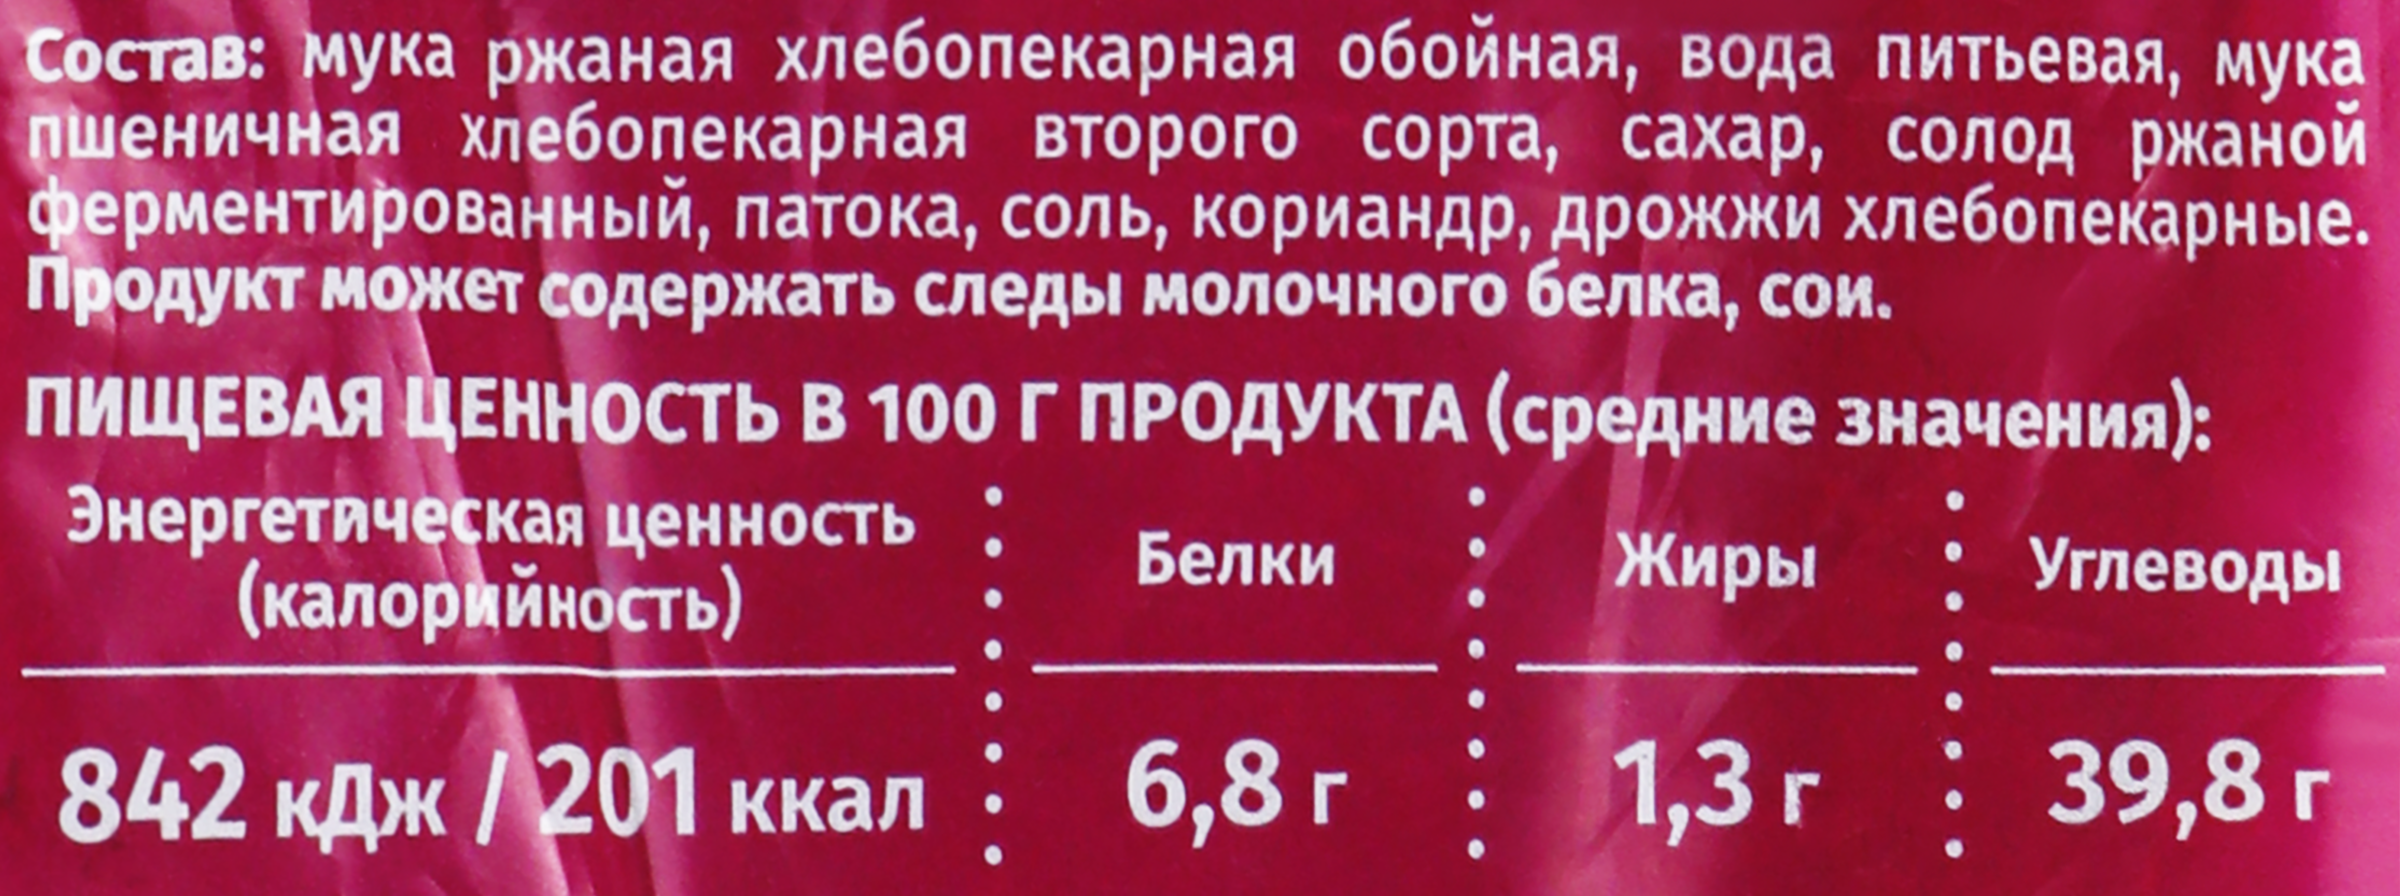 Состав: мука ржаная хлебопекарная обойная, вода питьевая, мука
пшеничная хлебопекарная второго сорта, сахар, солод ржаной
ферментированный, патока, соль, кориандр, дрожжи хлебопекарные.
Продукт может содержать следы молочного белка, сои.
ПИЩЕВАЯ ЦЕННОСТЬ В 100 Г ПРОДУКТА (средние значения):
Энергетическая ценность
(калорийность)
Белки
Жиры
Углеводы
842 кДж / 201 ккал
6,8 г
1,3 г
39,8 г